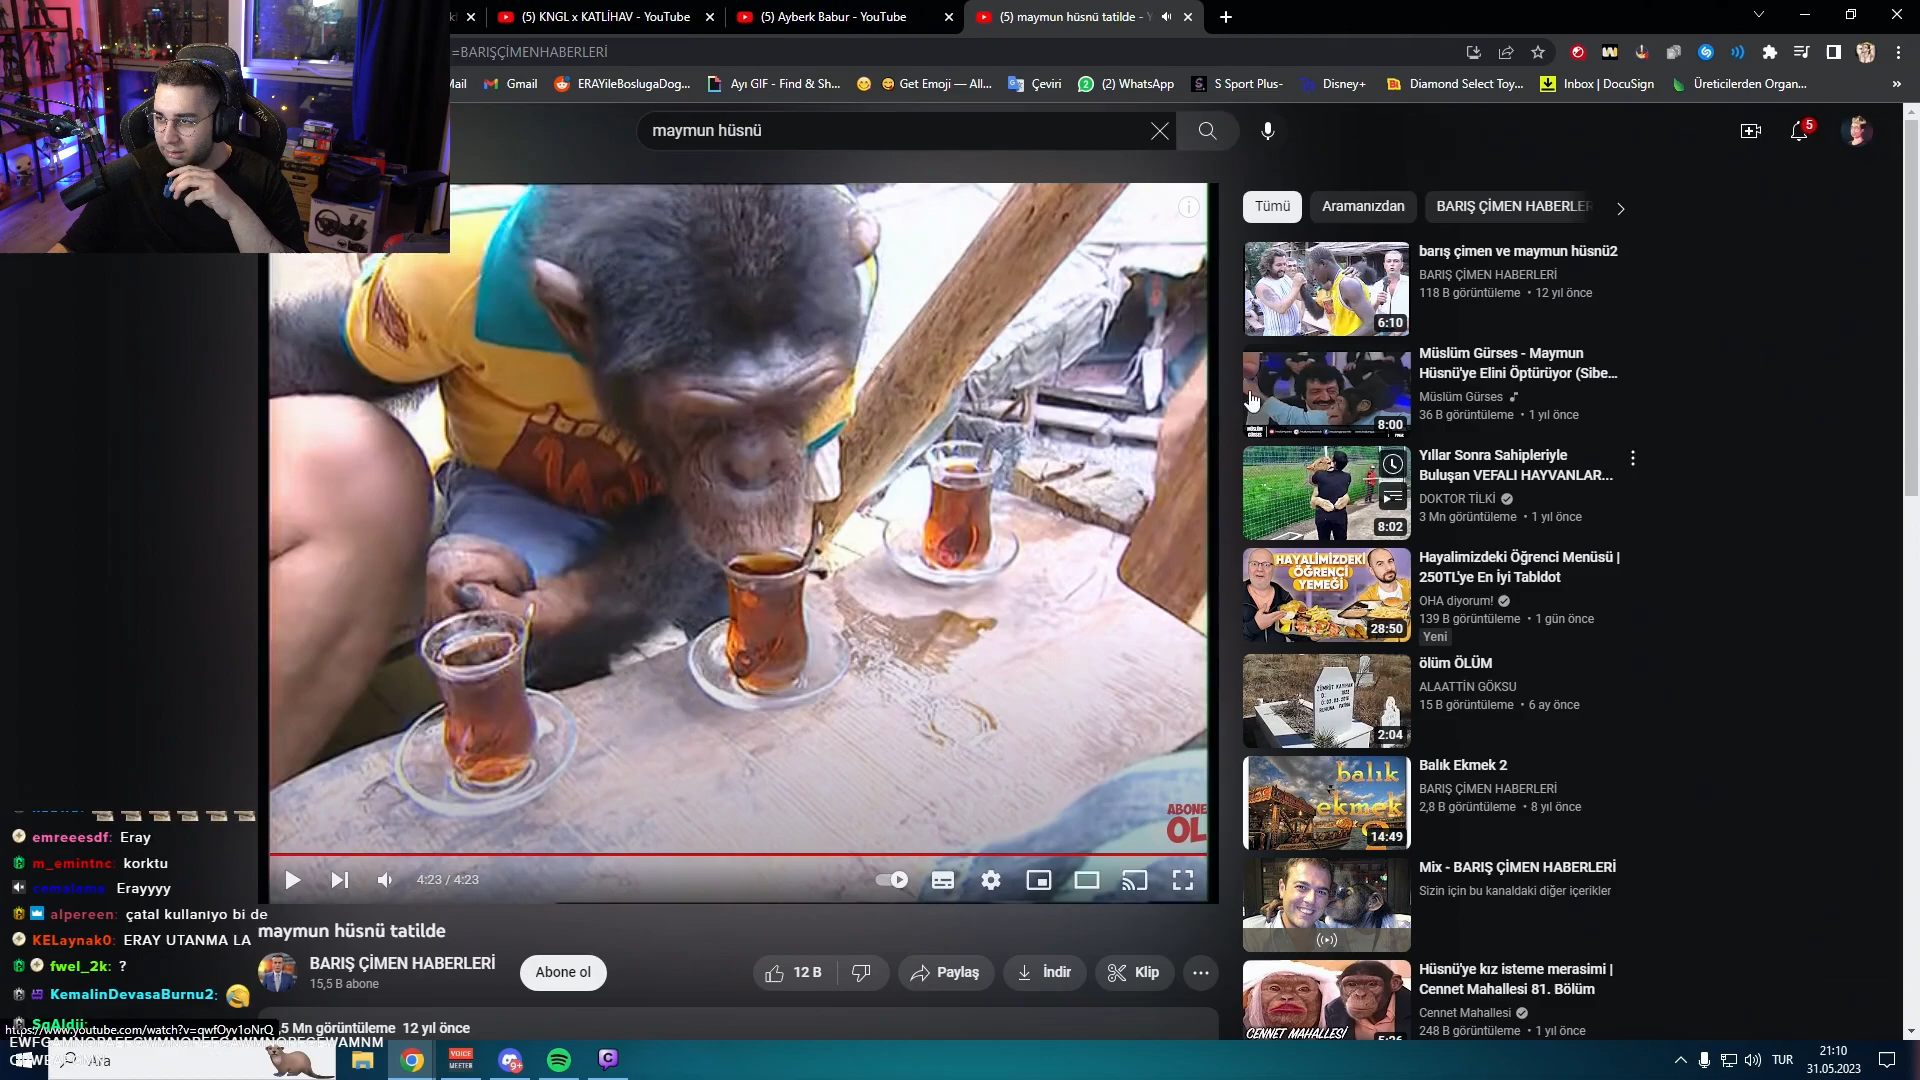 (5) KNGL x KATLİHAV - YouTube
(5) Ayberk Babur - YouTube
(5) maymun hüsnü tatilde - Y
=BARIŞÇİMENHABERLERİ
Mail
Gmail
ERAYileBoslugaDog...
Ayı GIF - Find & Sh...
Get Emoji — All...
Çeviri
(2) WhatsApp
S Sport Plus-
Disney+
Diamond Select Toy...
Inbox | DocuSign
Üreticilerden Organ...
maymun hüsnü
5
Tümü
Aramanızdan
BARIŞ ÇİMEN HABERLER
barış çimen ve maymun hüsnü2
BARIŞ ÇİMEN HABERLERİ
118 B görüntüleme • 12 yıl önce
6:10
Müslüm Gürses - Maymun
Hüsnü'ye Elini Öptürüyor (Sibe...
Müslüm Gürses
36 B görüntüleme • 1 yıl önce
8:00
Yıllar Sonra Sahipleriyle
Buluşan VEFALI HAYVANLAR...
DOKTOR TİLKİ
3 Mn görüntüleme • 1 yıl önce
8:02
HAYALİMİZDEKİ
ÖĞRENCİ
YEMEĞİ
28:50
Hayalimizdeki Öğrenci Menüsü |
250TL'ye En İyi Tabldot
OHA diyorum!
139 B görüntüleme • 1 gün önce
Yeni
ölüm ÖLÜM
ALAATTİN GÖKSU
15 B görüntüleme • 6 ay önce
2:04
balık
ekmek
14:49
Balık Ekmek 2
BARIŞ ÇİMEN HABERLERİ
2,8 B görüntüleme • 8 yıl önce
Mix - BARIŞ ÇİMEN HABERLERİ
Sizin için bu kanaldaki diğer içerikler
Hüsnü'ye kız isteme merasimi |
Cennet Mahallesi 81. Bölüm
Cennet Mahallesi
248 B görüntüleme • 1 yıl önce
CENNET MAHALLESİ
5:26
ABONE
OL
4:23 / 4:23
maymun hüsnü tatilde
BARIŞ ÇİMEN HABERLERİ
15,5 B abone
Abone ol
12 B
Paylaş
İndir
Klip
,5 Mn görüntüleme 12 yıl önce
emreeesdf: Eray
m_emintnc: korktu
Erayyyy
alpereen: çatal kullanıyo bi de
KELaynak0: ERAY UTANMA LA
fwel_2k: ?
KemalinDevasaBurnu2:
SgAldii:
https://www.youtube.com/watch?v=qwfOyv1oNrQ
Ara
VOICE
MEETER
9+
TUR
21:10
31.05.2023